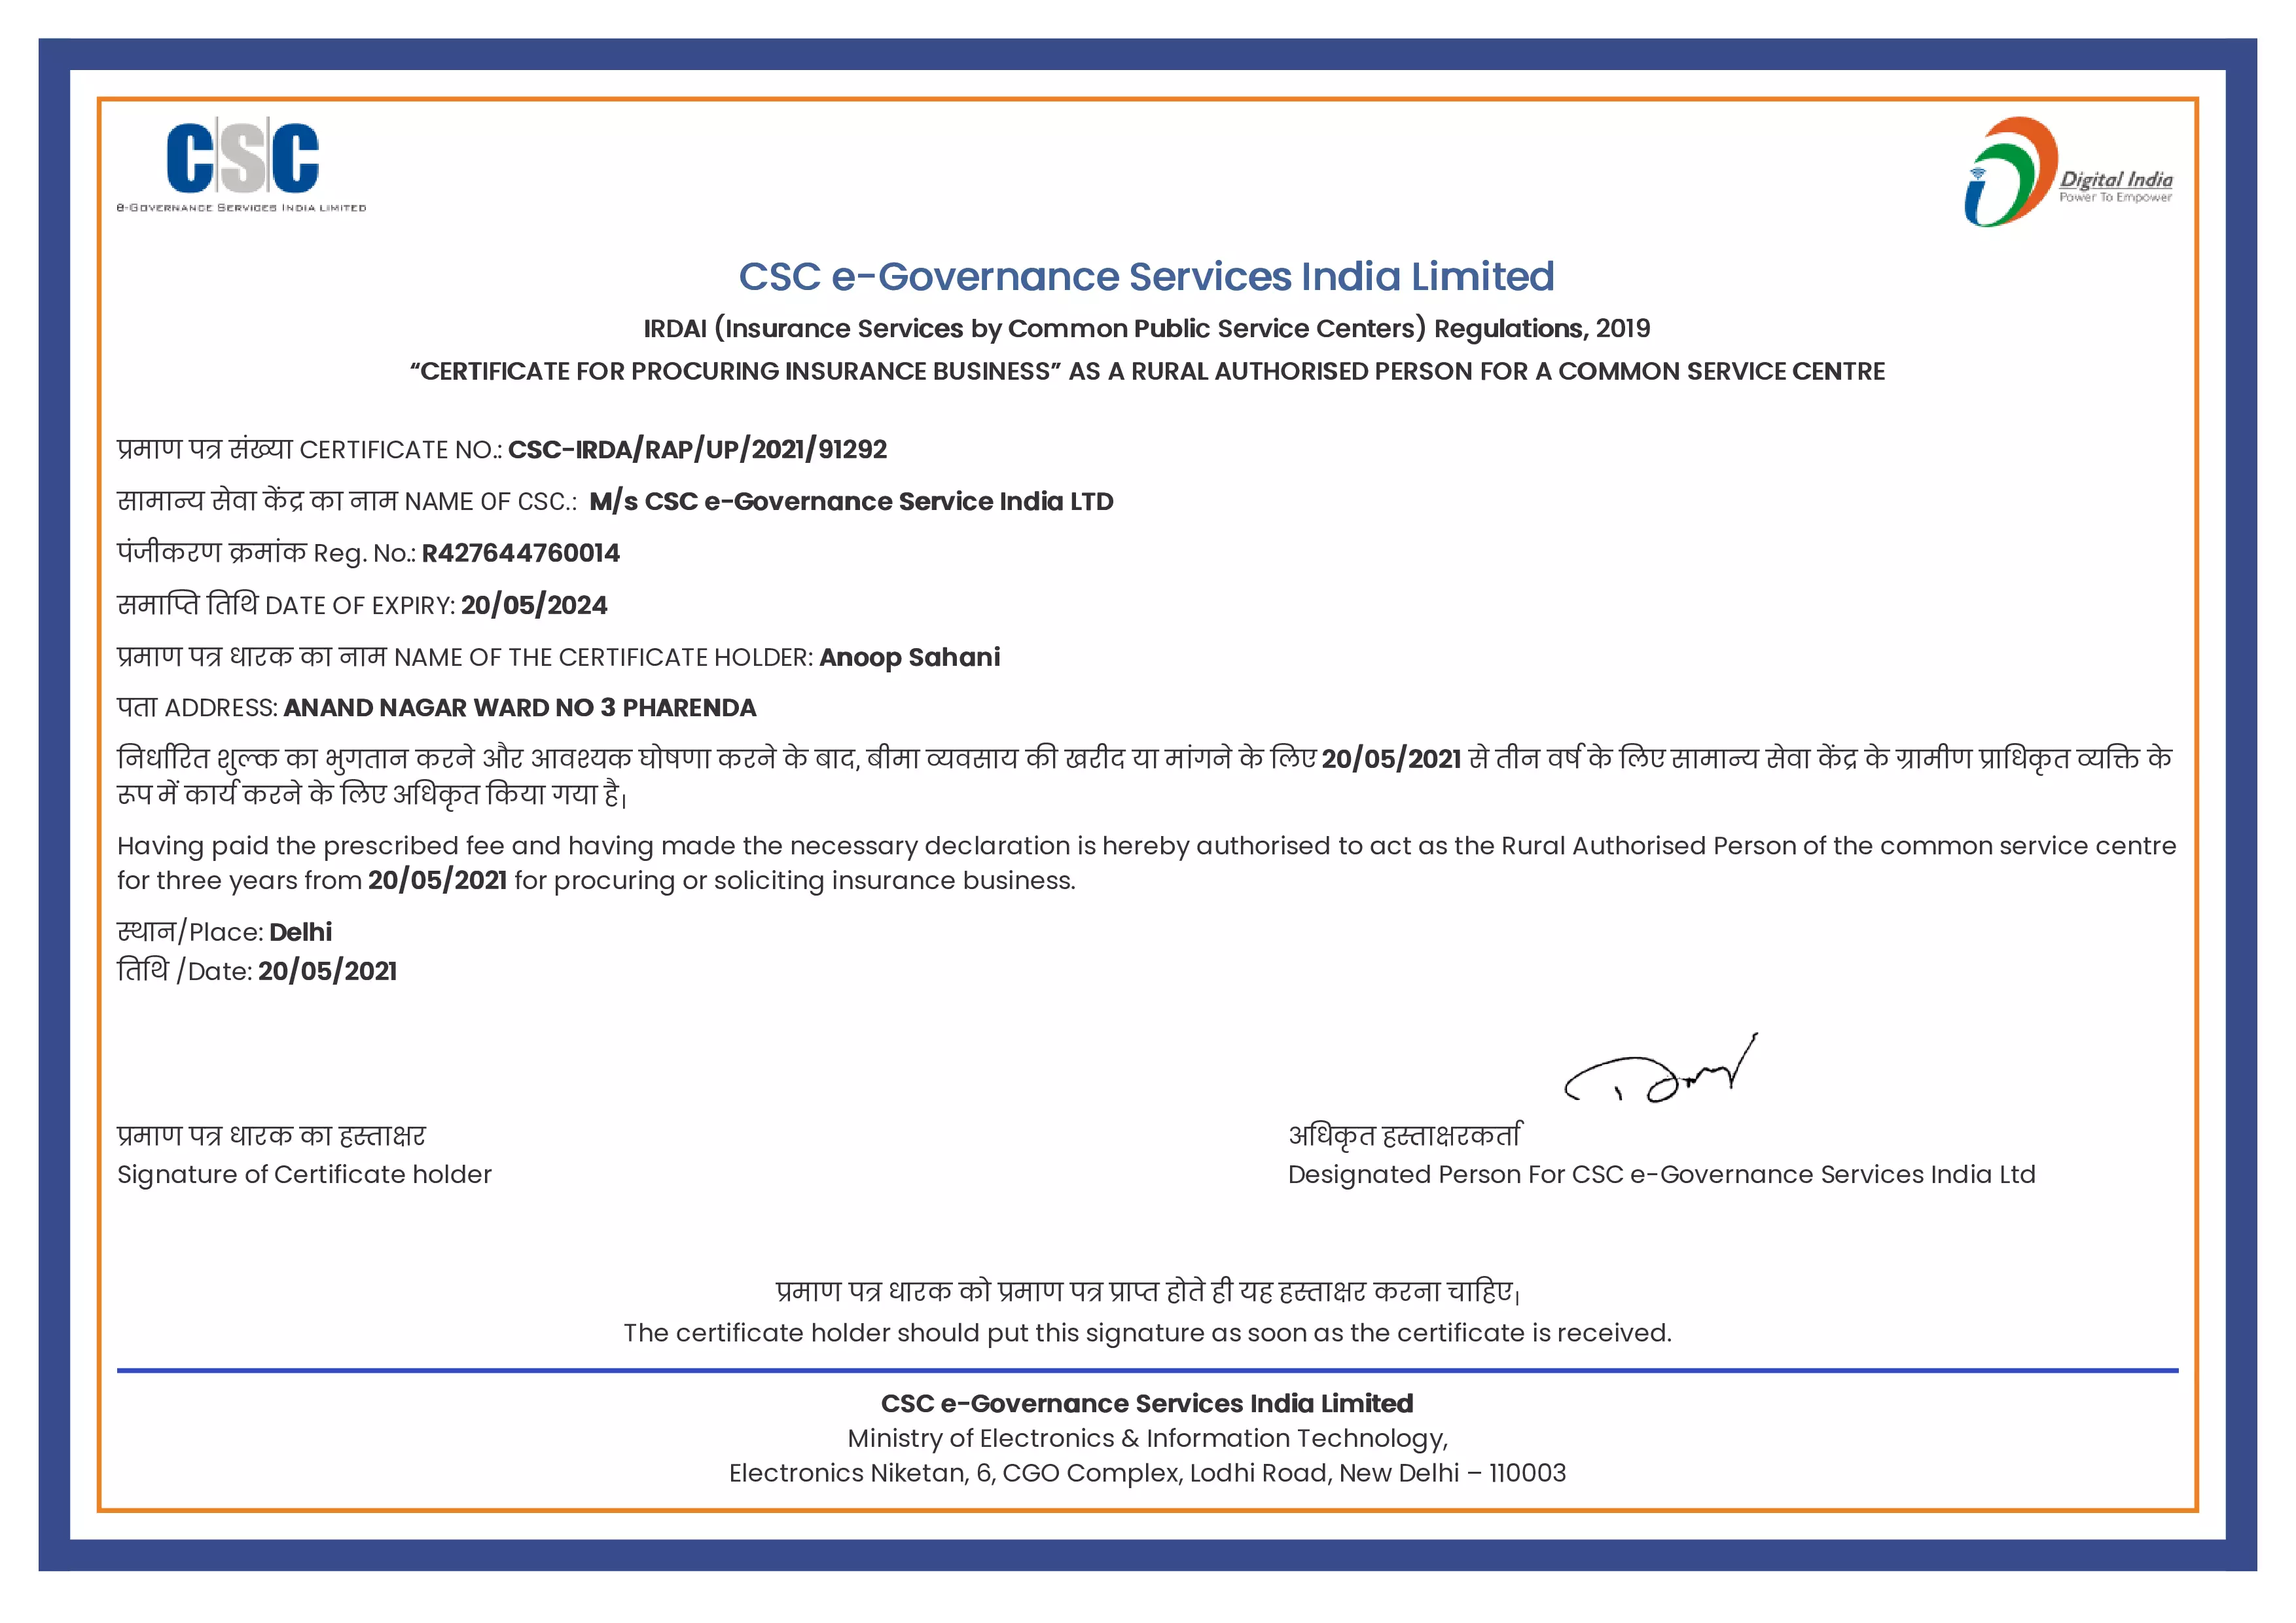 CSC
e-Governance Services India Limited
Digital India
Power To Empower
CSC e-Governance Services India Limited
IRDAI (Insurance Services by Common Public Service Centers) Regulations, 2019
“CERTIFICATE FOR PROCURING INSURANCE BUSINESS” AS A RURAL AUTHORISED PERSON FOR A COMMON SERVICE CENTRE
प्रमाण पत्र संख्या CERTIFICATE NO.: CSC-IRDA/RAP/UP/2021/91292
सामान्य सेवा केंद्र का नाम NAME OF CSC.: M/s CSC e-Governance Service India LTD
पंजीकरण क्रमांक Reg. No.: R427644760014
समाप्ति तिथि DATE OF EXPIRY: 20/05/2024
प्रमाण पत्र धारक का नाम NAME OF THE CERTIFICATE HOLDER: Anoop Sahani
पता ADDRESS: ANAND NAGAR WARD NO 3 PHARENDA
निर्धारित शुल्क का भुगतान करने और आवश्यक घोषणा करने के बाद, बीमा व्यवसाय की खरीद या मांगने के लिए 20/05/2021 से तीन वर्ष के लिए सामान्य सेवा केंद्र के ग्रामीण प्राधिकृत व्यक्ति के
रूप में कार्य करने के लिए अधिकृत किया गया है।
Having paid the prescribed fee and having made the necessary declaration is hereby authorised to act as the Rural Authorised Person of the common service centre
for three years from 20/05/2021 for procuring or soliciting insurance business.
स्थान/Place: Delhi
तिथि /Date: 20/05/2021
प्रमाण पत्र धारक का हस्ताक्षर
Signature of Certificate holder
अधिकृत हस्ताक्षरकर्ता
Designated Person For CSC e-Governance Services India Ltd
प्रमाण पत्र धारक को प्रमाण पत्र प्राप्त होते ही यह हस्ताक्षर करना चाहिए।
The certificate holder should put this signature as soon as the certificate is received.
CSC e-Governance Services India Limited
Ministry of Electronics & Information Technology,
Electronics Niketan, 6, CGO Complex, Lodhi Road, New Delhi – 110003